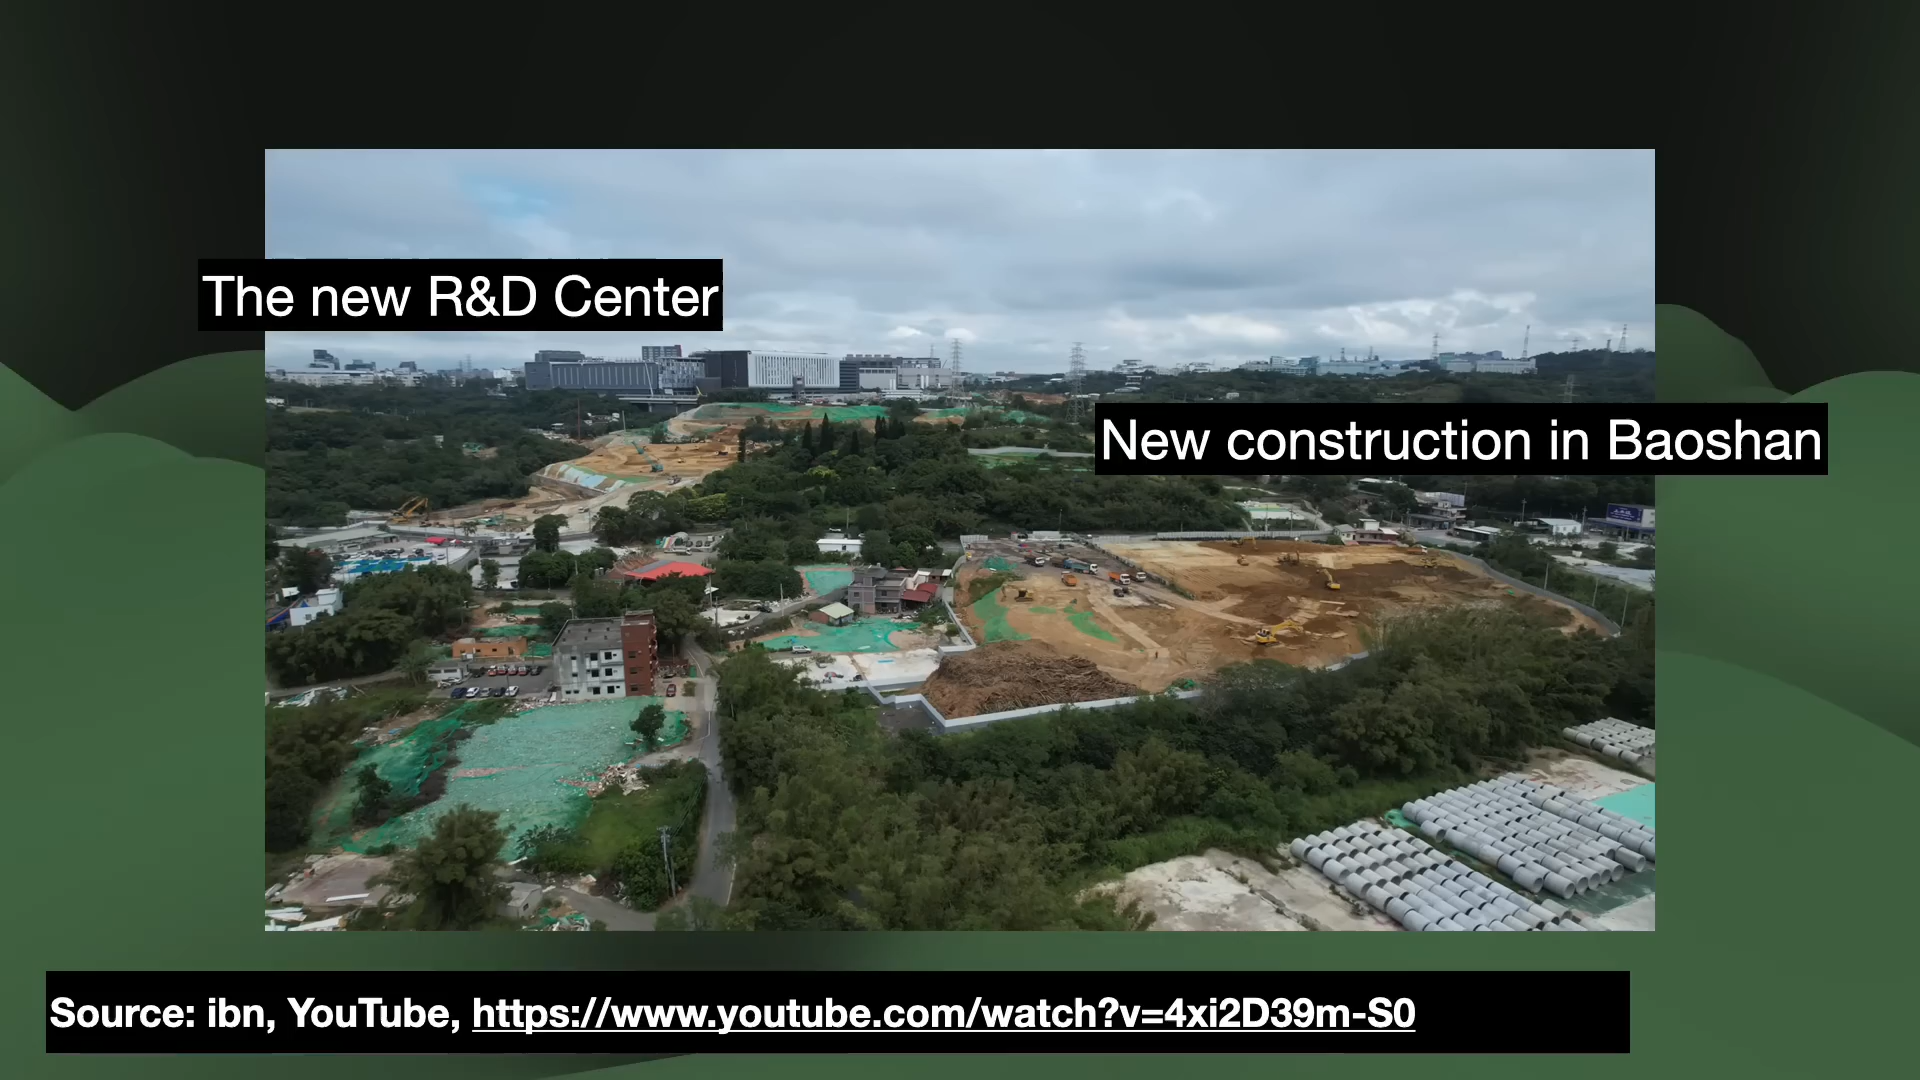 The new R&D Center
New construction in Baoshan
Source: ibn, YouTube, https://www.youtube.com/watch?v=4xi2D39m-S0